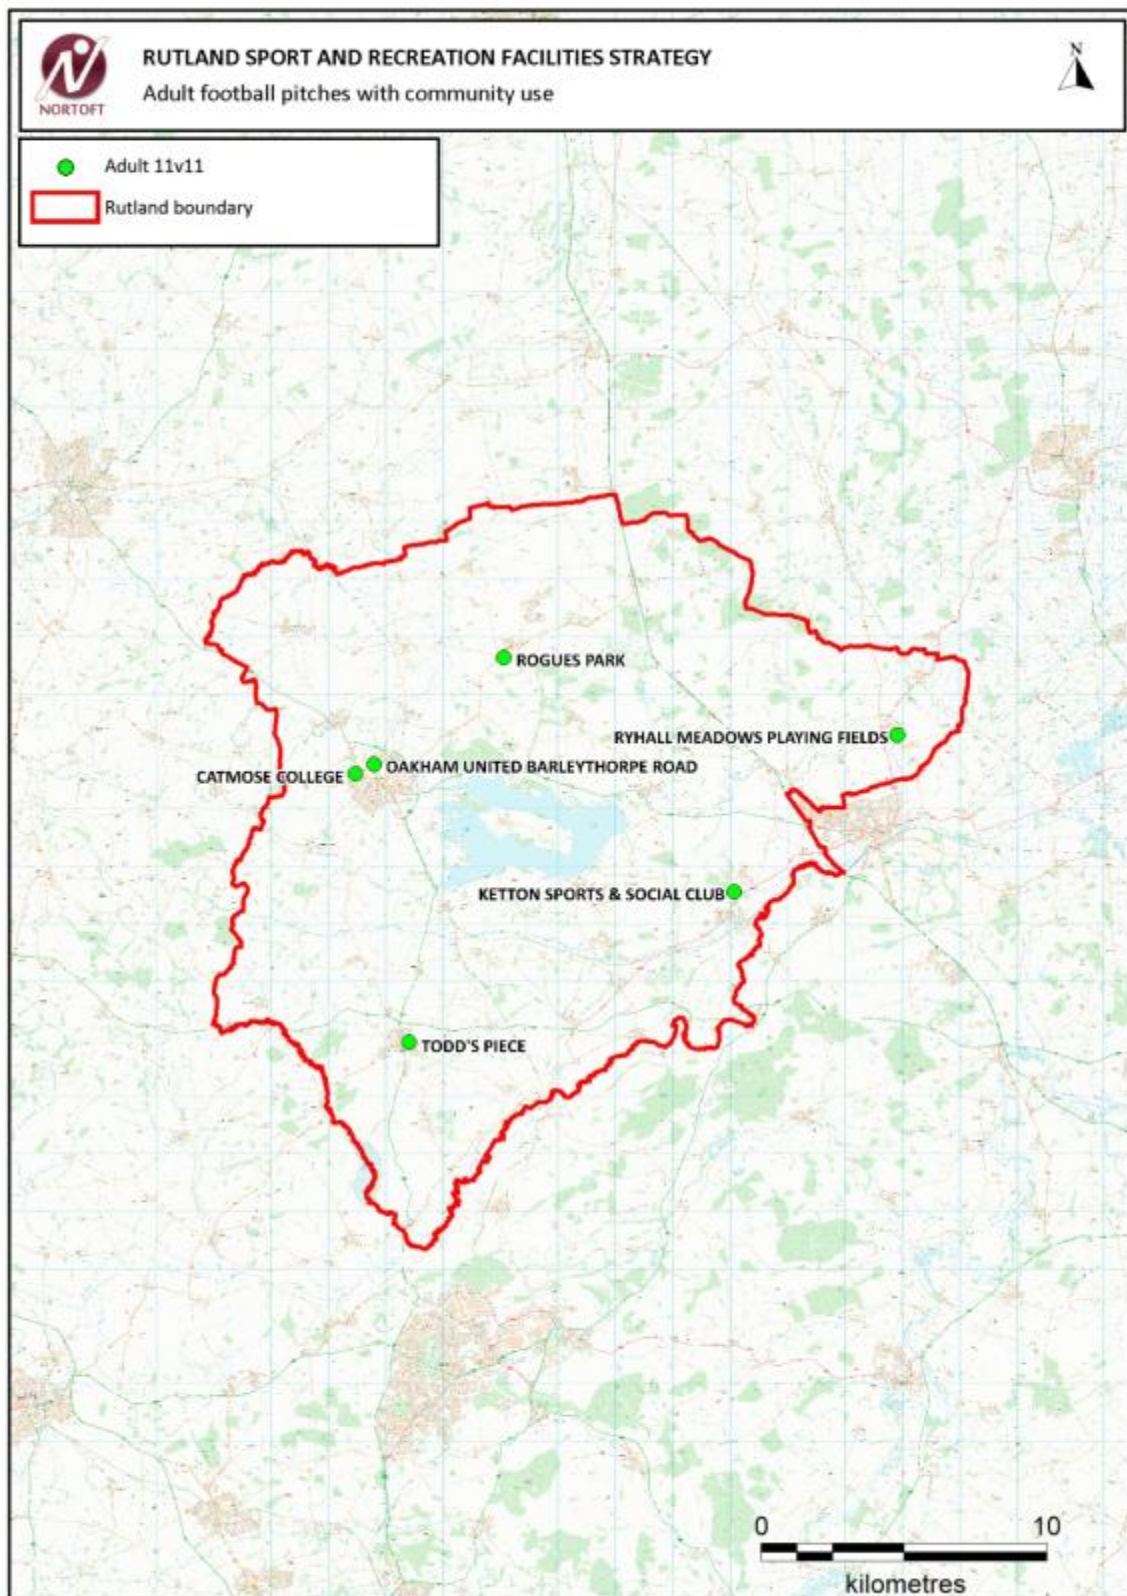 RUTLAND SPORT AND RECREATION FACILITIES STRATEGY
Adult football pitches with community use
N
NORTOFT
Adult 11v11
Rutland boundary
ROGUES PARK
RYHALL MEADOWS PLAYING FIELDS
OAKHAM UNITED BARLEYTHORPE ROAD
CATMOSE COLLEGE
KETTON SPORTS & SOCIAL CLUB
TODD'S PIECE
0 10
kilometres